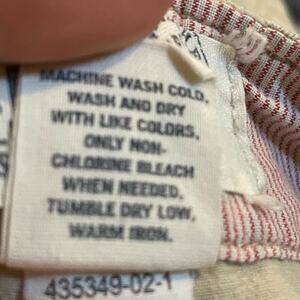 MACHINE WASH COLD,
WASH AND DRY
WITH LIKE COLORS,
ONLY NON-
CHLORINE BLEACH
WHEN NEEDED,
TUMBLE DRY LOW,
WARM IRON.
435349-02-1